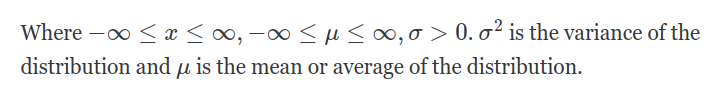 Where −∞ ≤ x ≤ ∞, −∞ ≤ μ ≤ ∞, σ > 0. σ² is the variance of the
distribution and μ is the mean or average of the distribution.